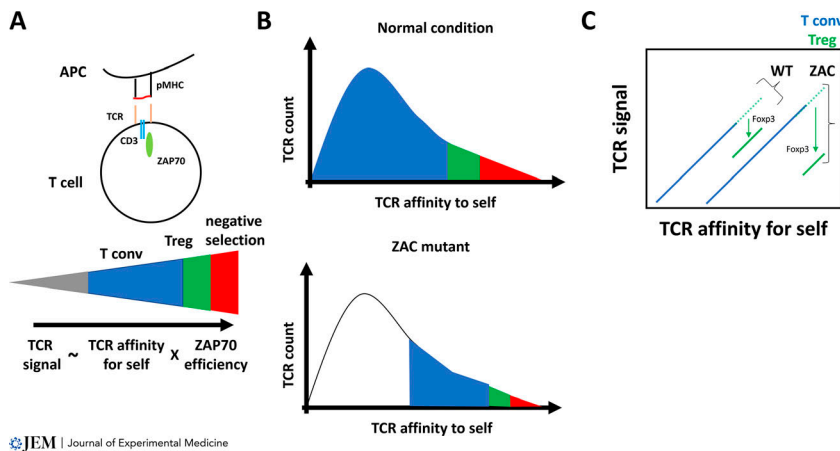 A
APC
pMHC
TCR
CD3
ZAP70
T cell
negative
selection
Treg
T conv
TCR
signal
~
TCR affinity
for self
X
ZAP70
efficiency
JEM | Journal of Experimental Medicine
B
Normal condition
TCR count
TCR affinity to self
ZAC mutant
TCR count
TCR affinity to self
C
T conv
Treg
WT
ZAC
Foxp3
Foxp3
TCR signal
TCR affinity for self